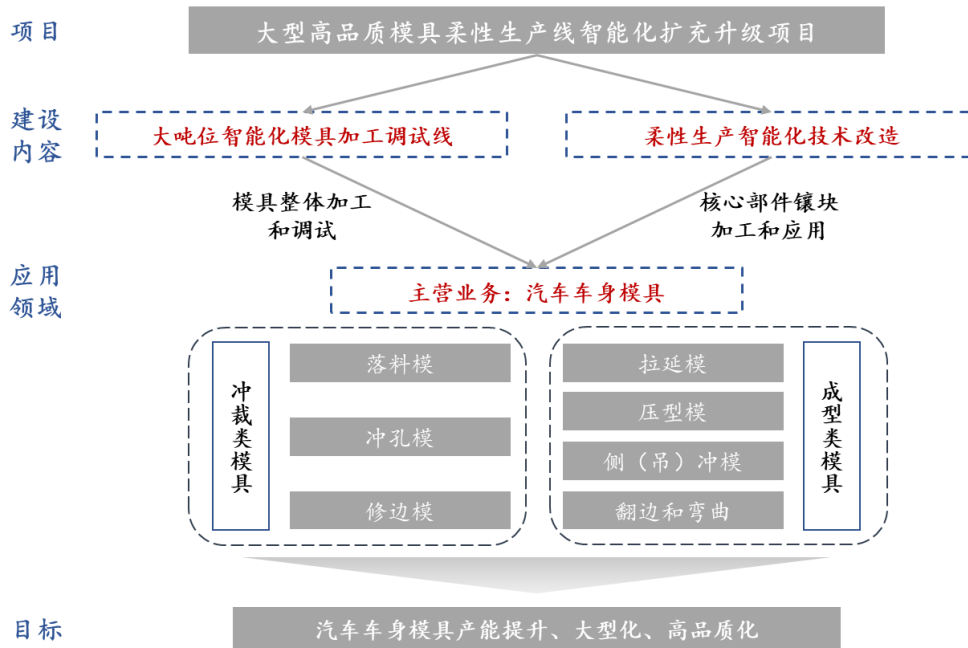 项目
大型高品质模具柔性生产线智能化扩充升级项目
建设
内容
大吨位智能化模具加工调试线
柔性生产智能化技术改造
模具整体加工
和调试
核心部件镶块
加工和应用
应用
领域
主营业务：汽车车身模具
冲裁类模具
落料模
冲孔模
修边模
拉延模
压型模
侧（吊）冲模
翻边和弯曲
成型类模具
目标
汽车车身模具产能提升、大型化、高品质化